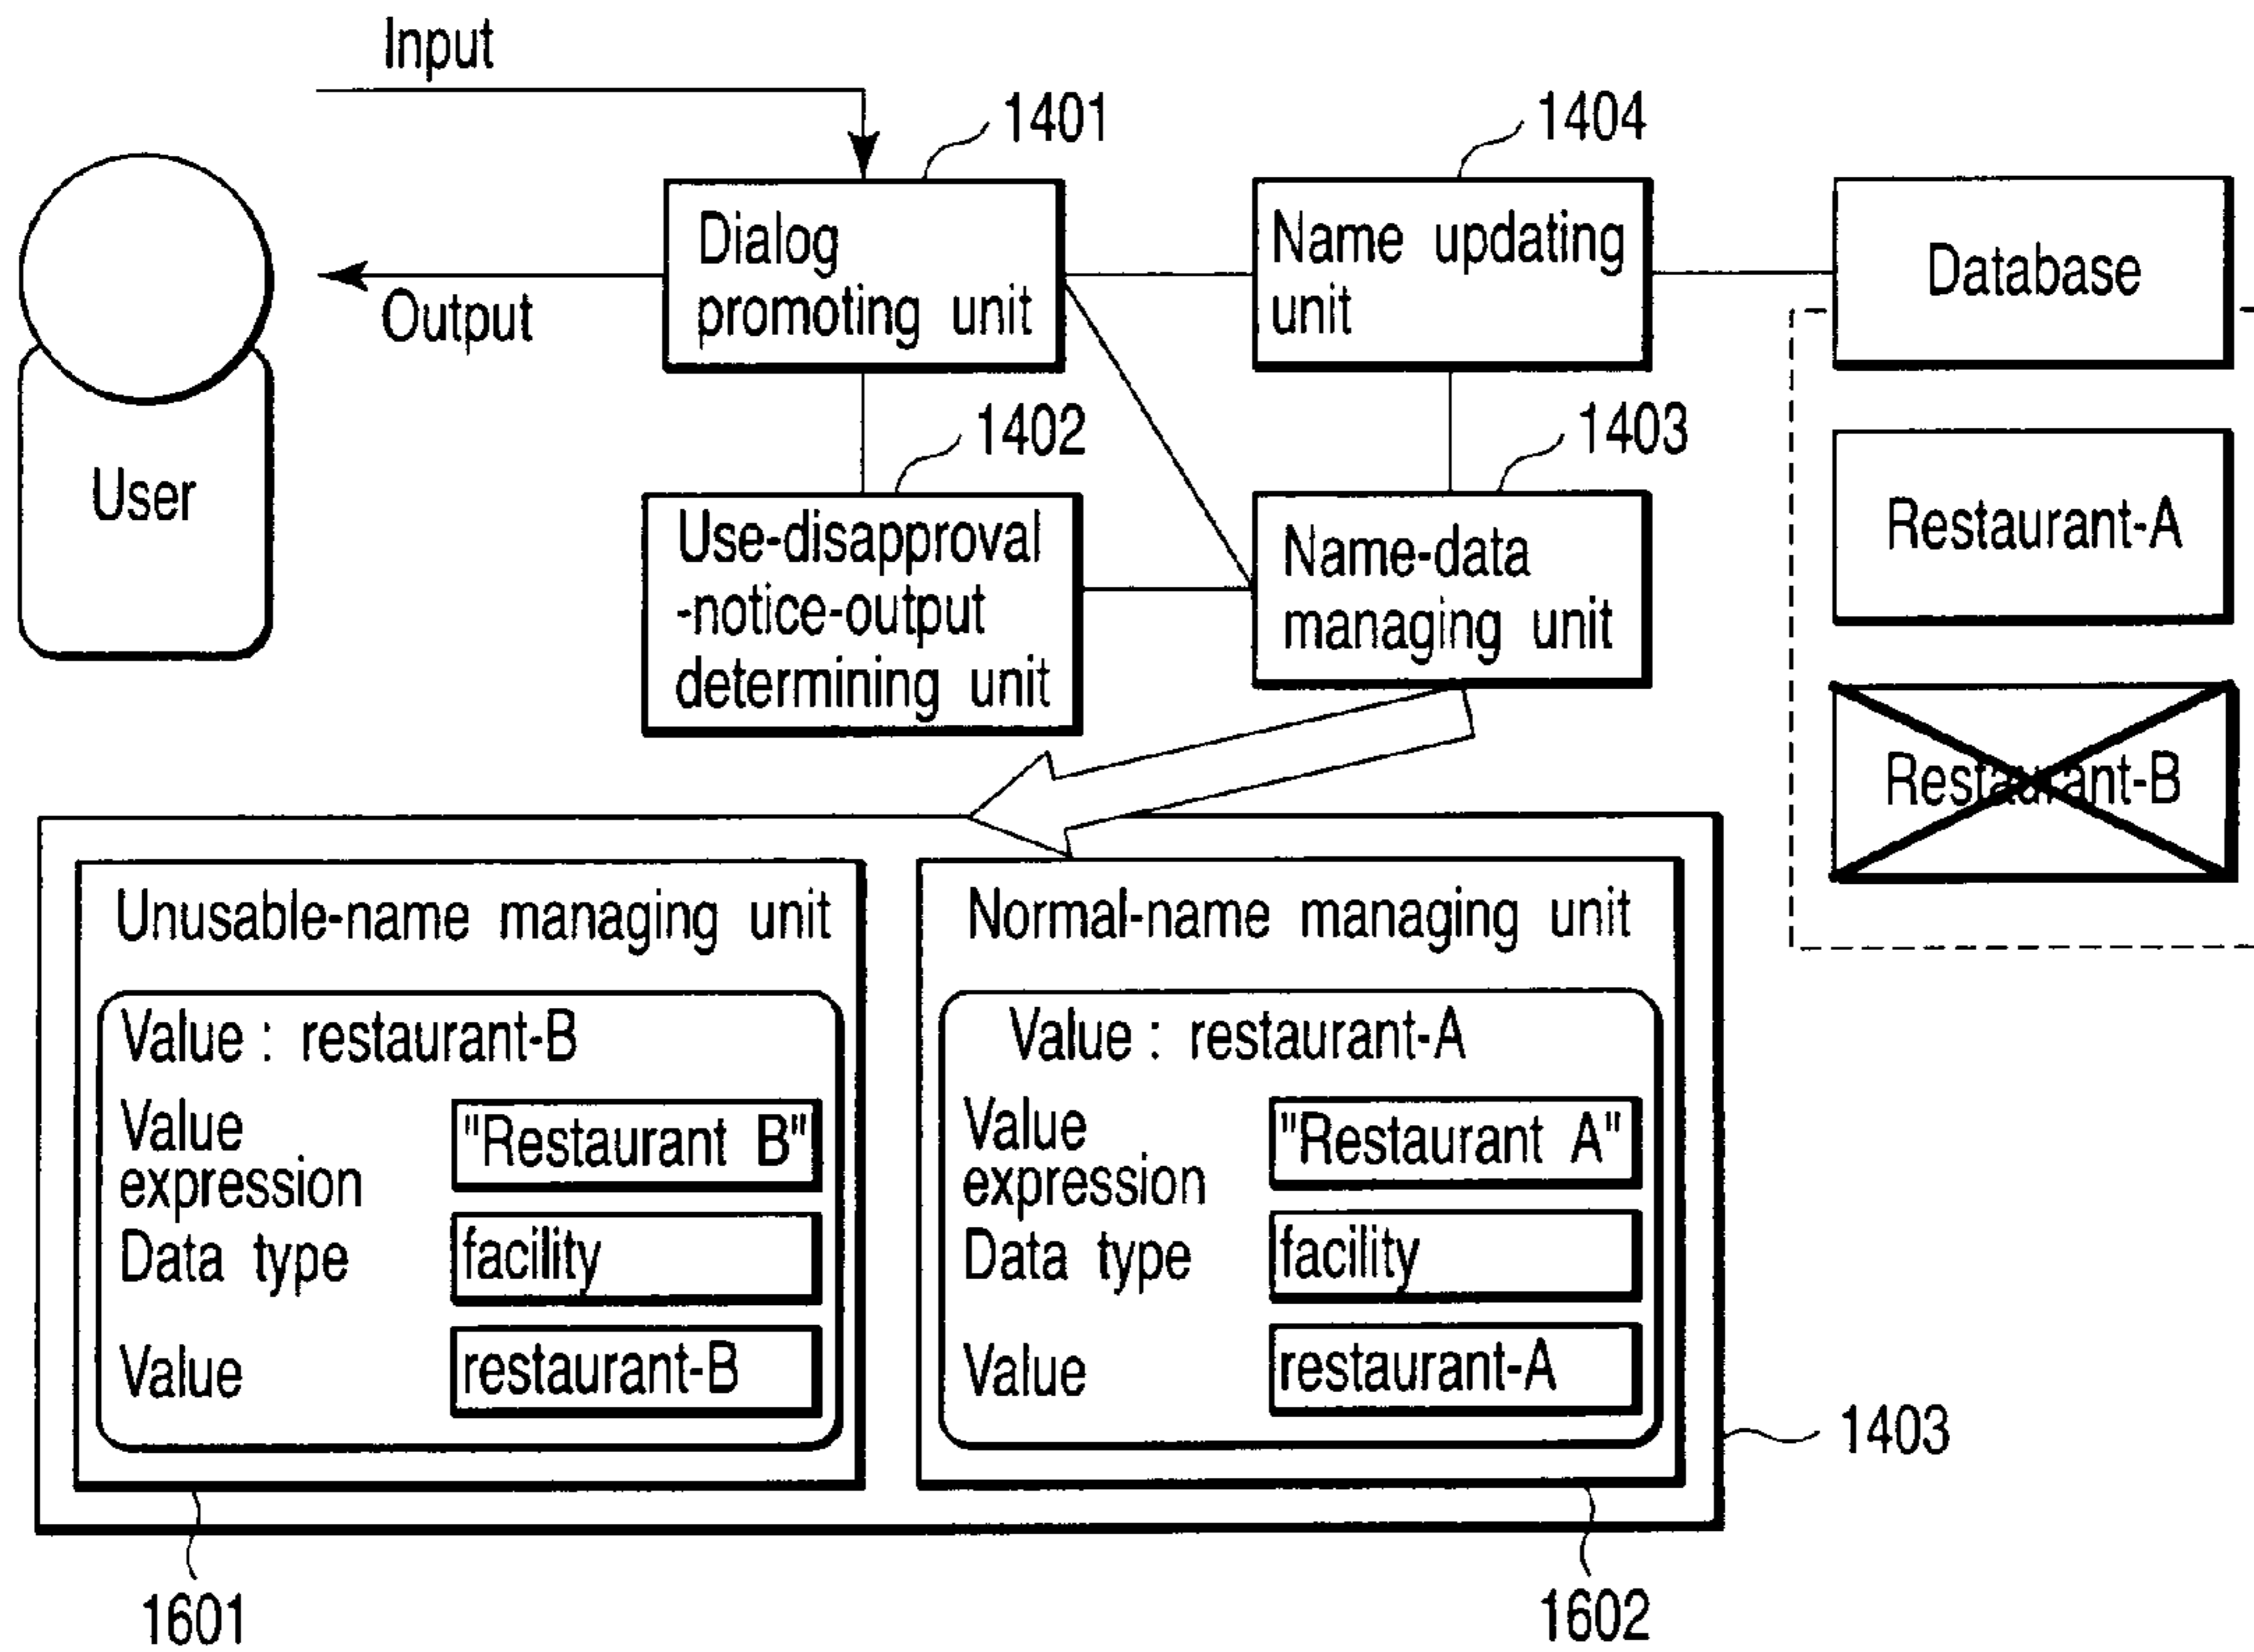 Input
1401
1404
Dialog
promoting unit
Name updating
unit
Database
Output
User
1402
1403
Use-disapproval
-notice-output
determining unit
Name-data
managing unit
Restaurant-A
Restaurant-B
Unusable-name managing unit
Value : restaurant-B
Value
expression
"Restaurant B"
Data type
facility
Value
restaurant-B
Normal-name managing unit
Value : restaurant-A
Value
expression
"Restaurant A"
Data type
facility
Value
restaurant-A
1403
1601
1602